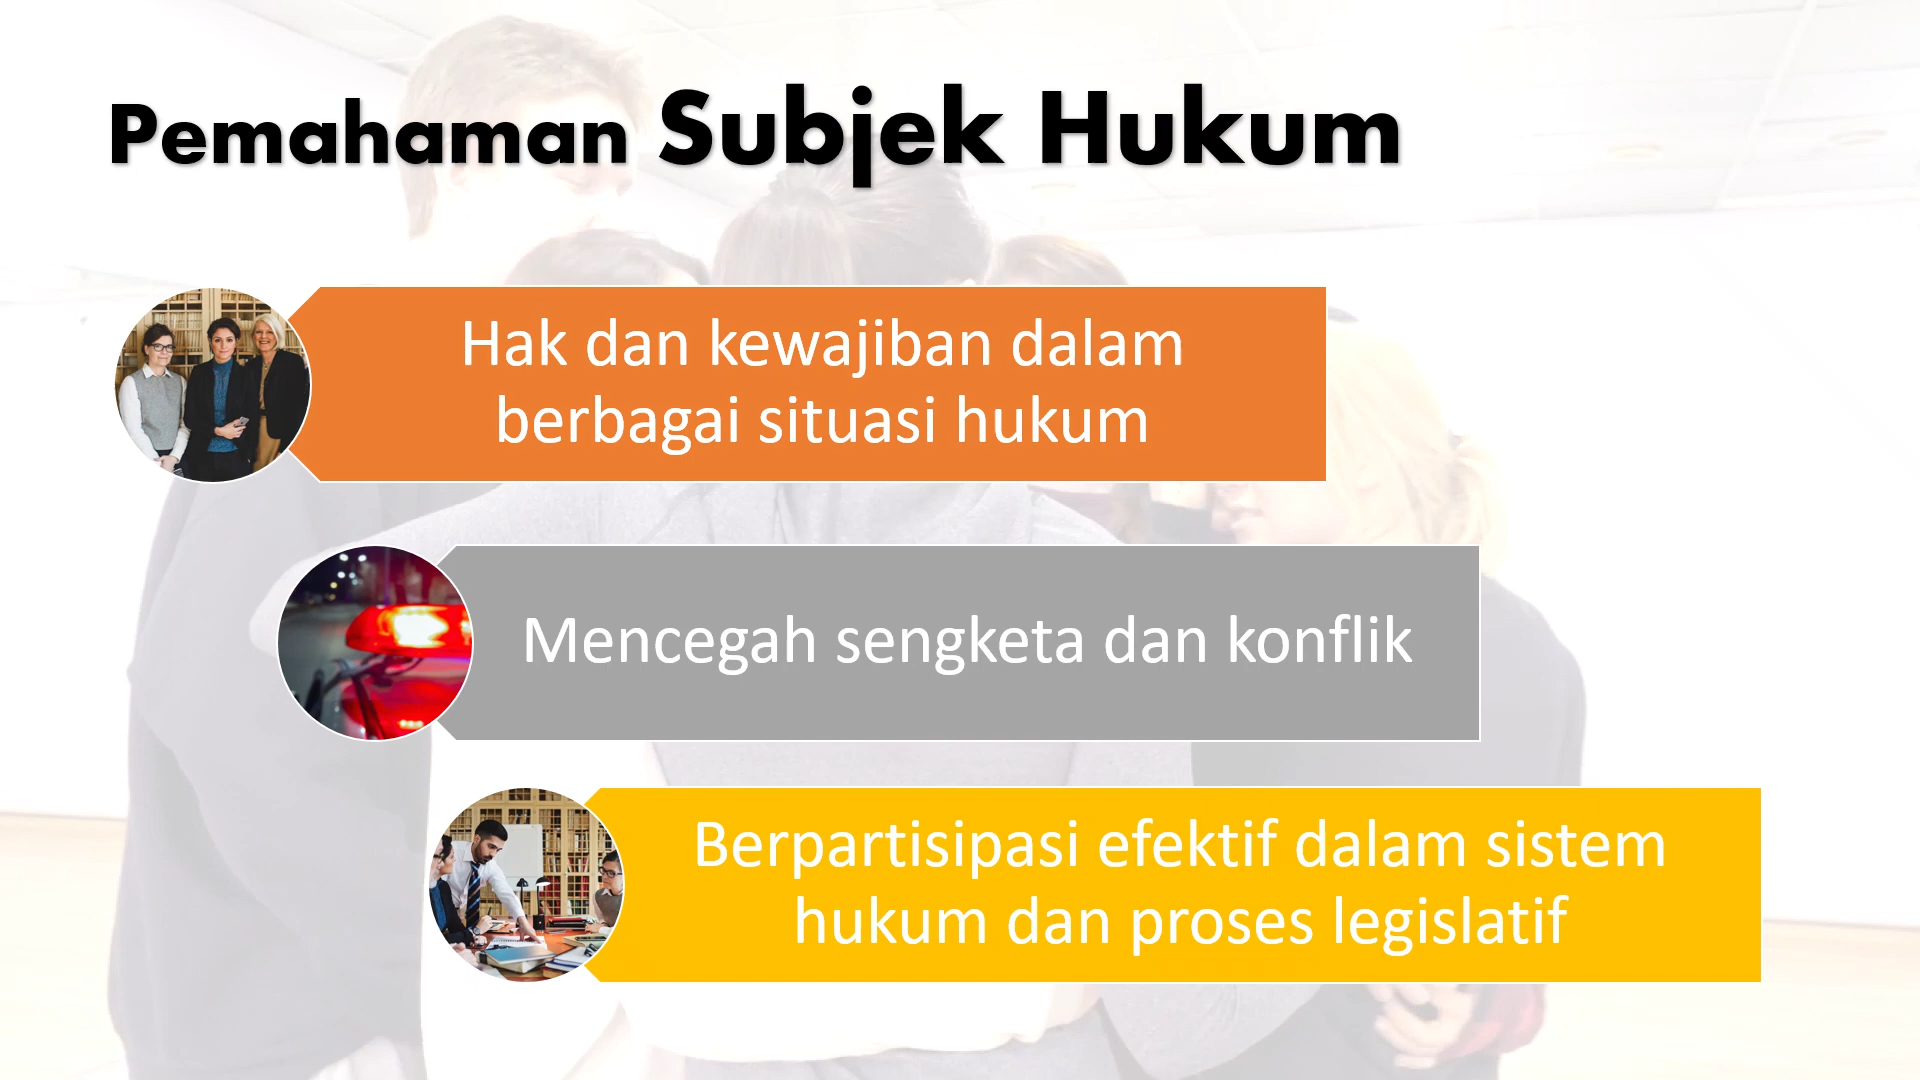 Pemahaman Subjek Hukum
Hak dan kewajiban dalam
berbagai situasi hukum
Mencegah sengketa dan konflik
Berpartisipasi efektif dalam sistem
hukum dan proses legislatif